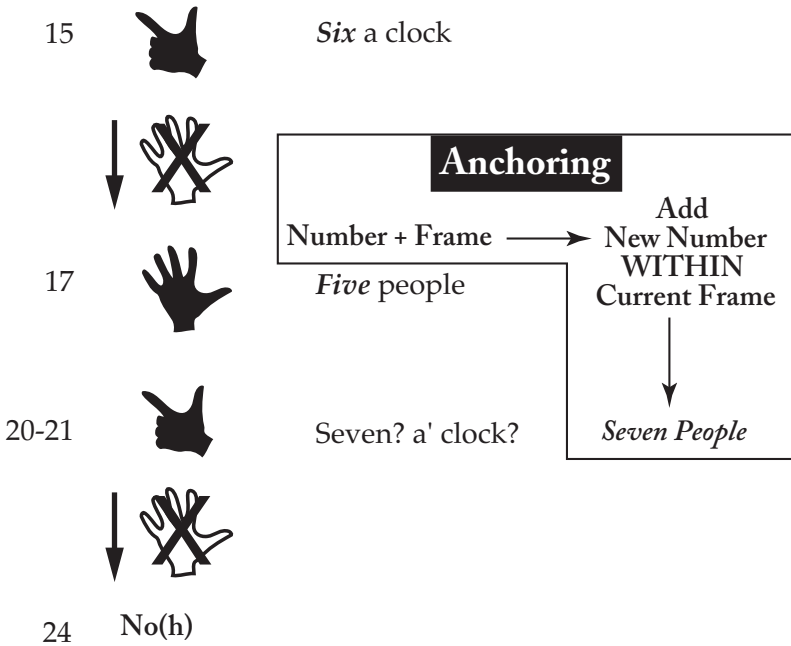 15 Six a clock
Anchoring
Number + Frame
Add
New Number
WITHIN
Current Frame
17 Five people
20-21 Seven? a' clock?
Seven People
24 No(h)